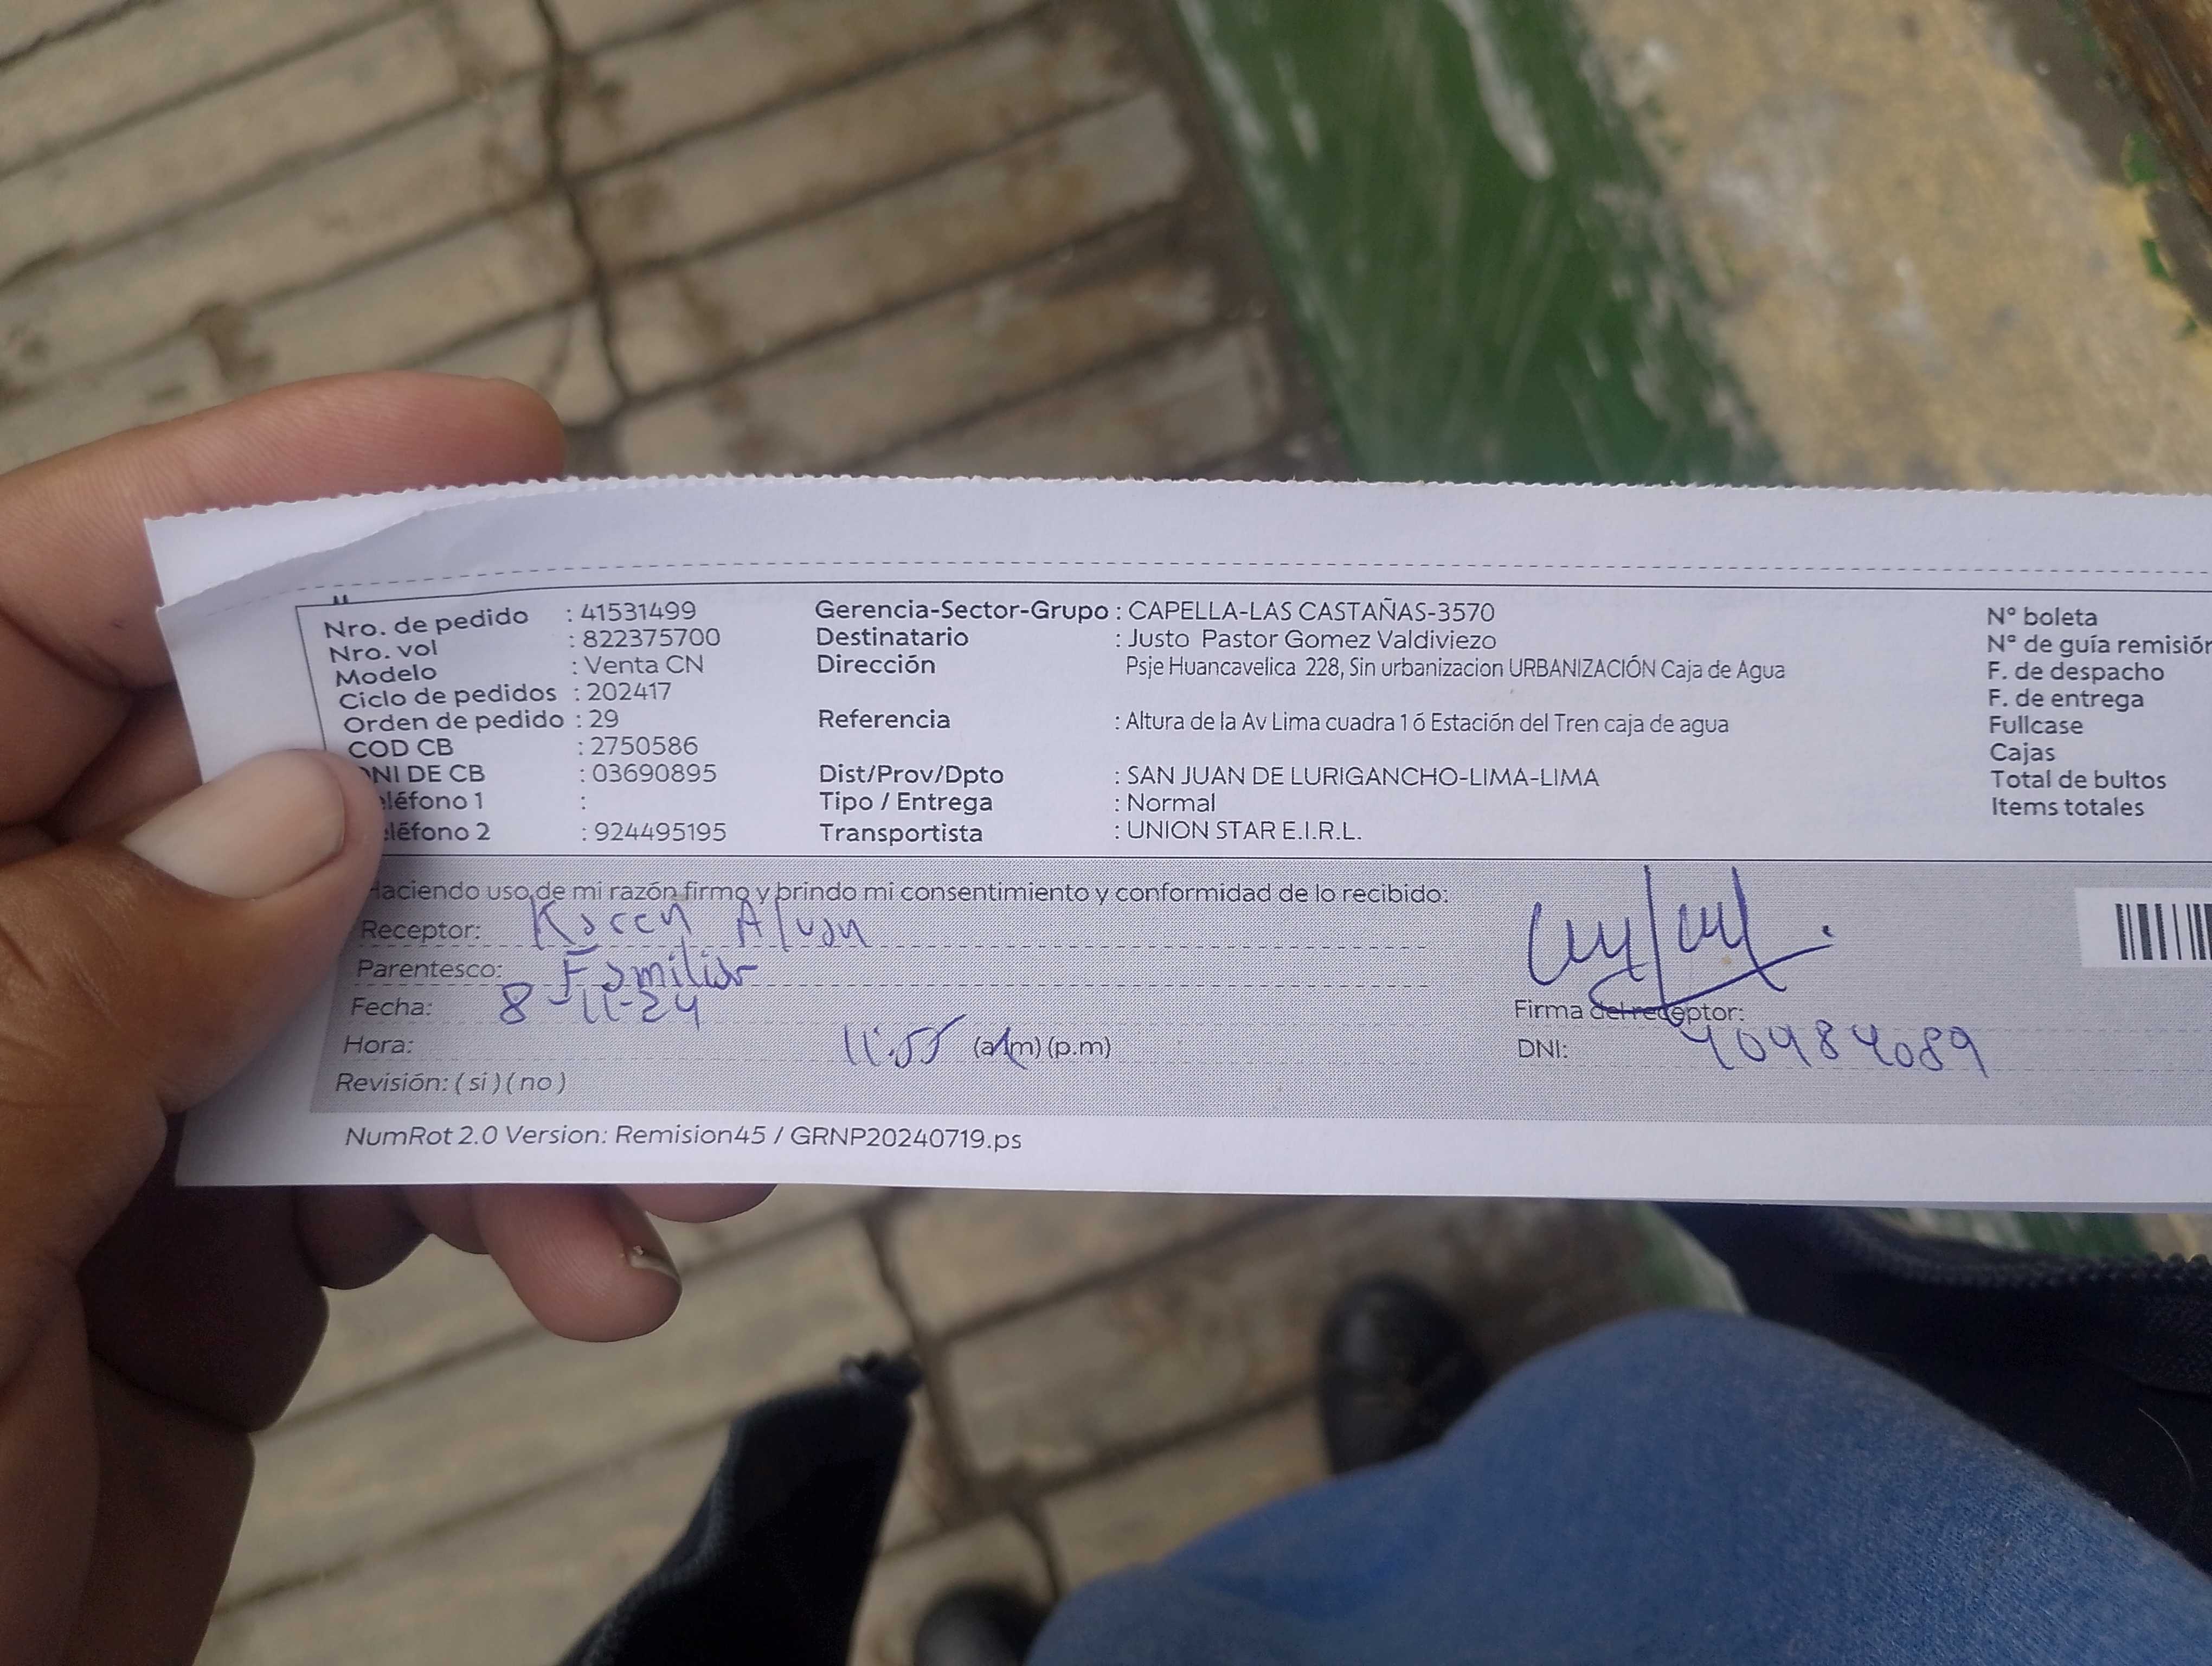 Nro. de pedido : 41531499
Nro. vol : 822375700
Modelo : Venta CN
Ciclo de pedidos : 202417
Orden de pedido : 29
COD CB : 2750586
DNI DE CB : 03690895
eléfono 1 :
eléfono 2 : 924495195
Gerencia-Sector-Grupo : CAPELLA-LAS CASTAÑAS-3570
Destinatario : Justo Pastor Gomez Valdiviezo
Dirección Psje Huancavelica 228, Sin urbanizacion URBANIZACIÓN Caja de Agua
Referencia : Altura de la Av Lima cuadra 1 ó Estación del Tren caja de agua
Dist/Prov/Dpto : SAN JUAN DE LURIGANCHO-LIMA-LIMA
Tipo / Entrega : Normal
Transportista : UNION STAR E.I.R.L.
N° boleta
N° de guía remisión
F. de despacho
F. de entrega
Fullcase
Cajas
Total de bultos
Items totales
Haciendo uso de mi razón firmo y brindo mi consentimiento y conformidad de lo recibido:
Receptor: Karen Alvan
Parentesco: Familiar
Fecha: 8-11-24
Hora: 11:55 (a.m) (p.m)
Revisión: ( si ) ( no )
Firma del receptor:
DNI: 40984089
NumRot 2.0 Version: Remision45 / GRNP20240719.ps